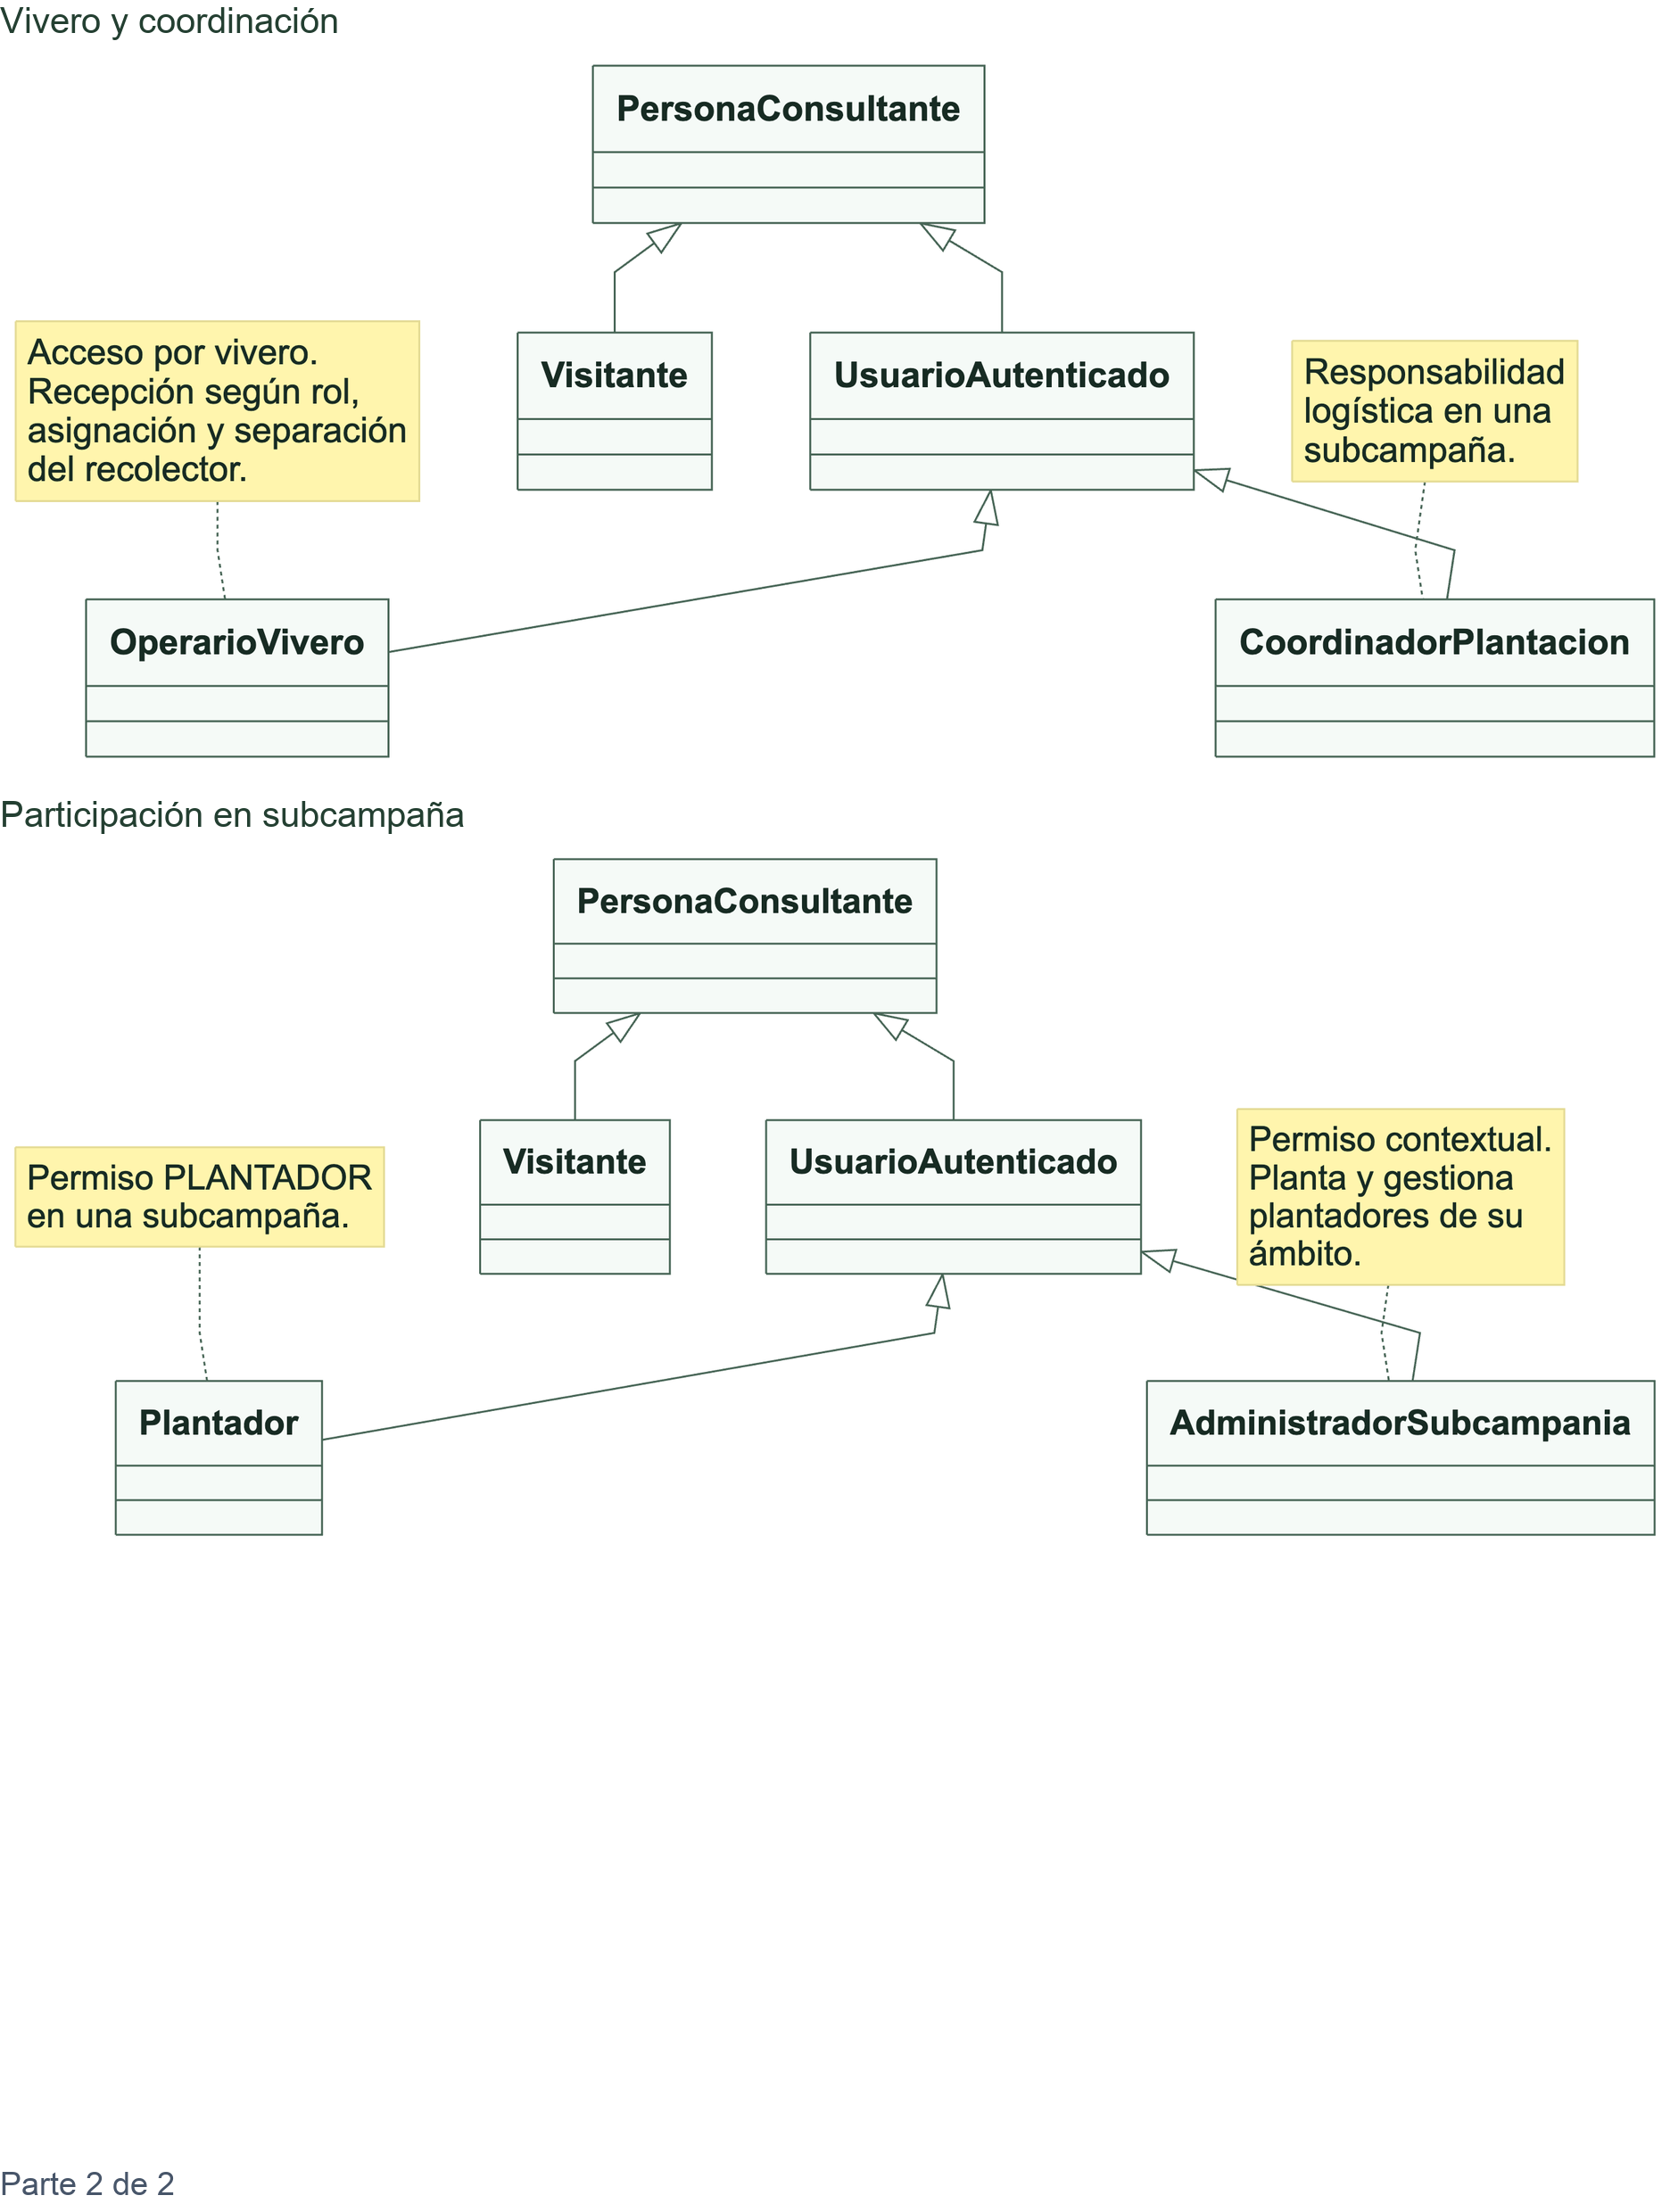 Vivero y coordinación
PersonaConsultante
Acceso por vivero.
Recepción según rol,
asignación y separación
del recolector.
Visitante
UsuarioAutenticado
Responsabilidad
logística en una
subcampaña.
OperarioVivero
CoordinadorPlantacion
Participación en subcampaña
PersonaConsultante
Permiso PLANTADOR
en una subcampaña.
Visitante
UsuarioAutenticado
Permiso contextual.
Planta y gestiona
plantadores de su
ámbito.
Plantador
AdministradorSubcampania
Parte 2 de 2